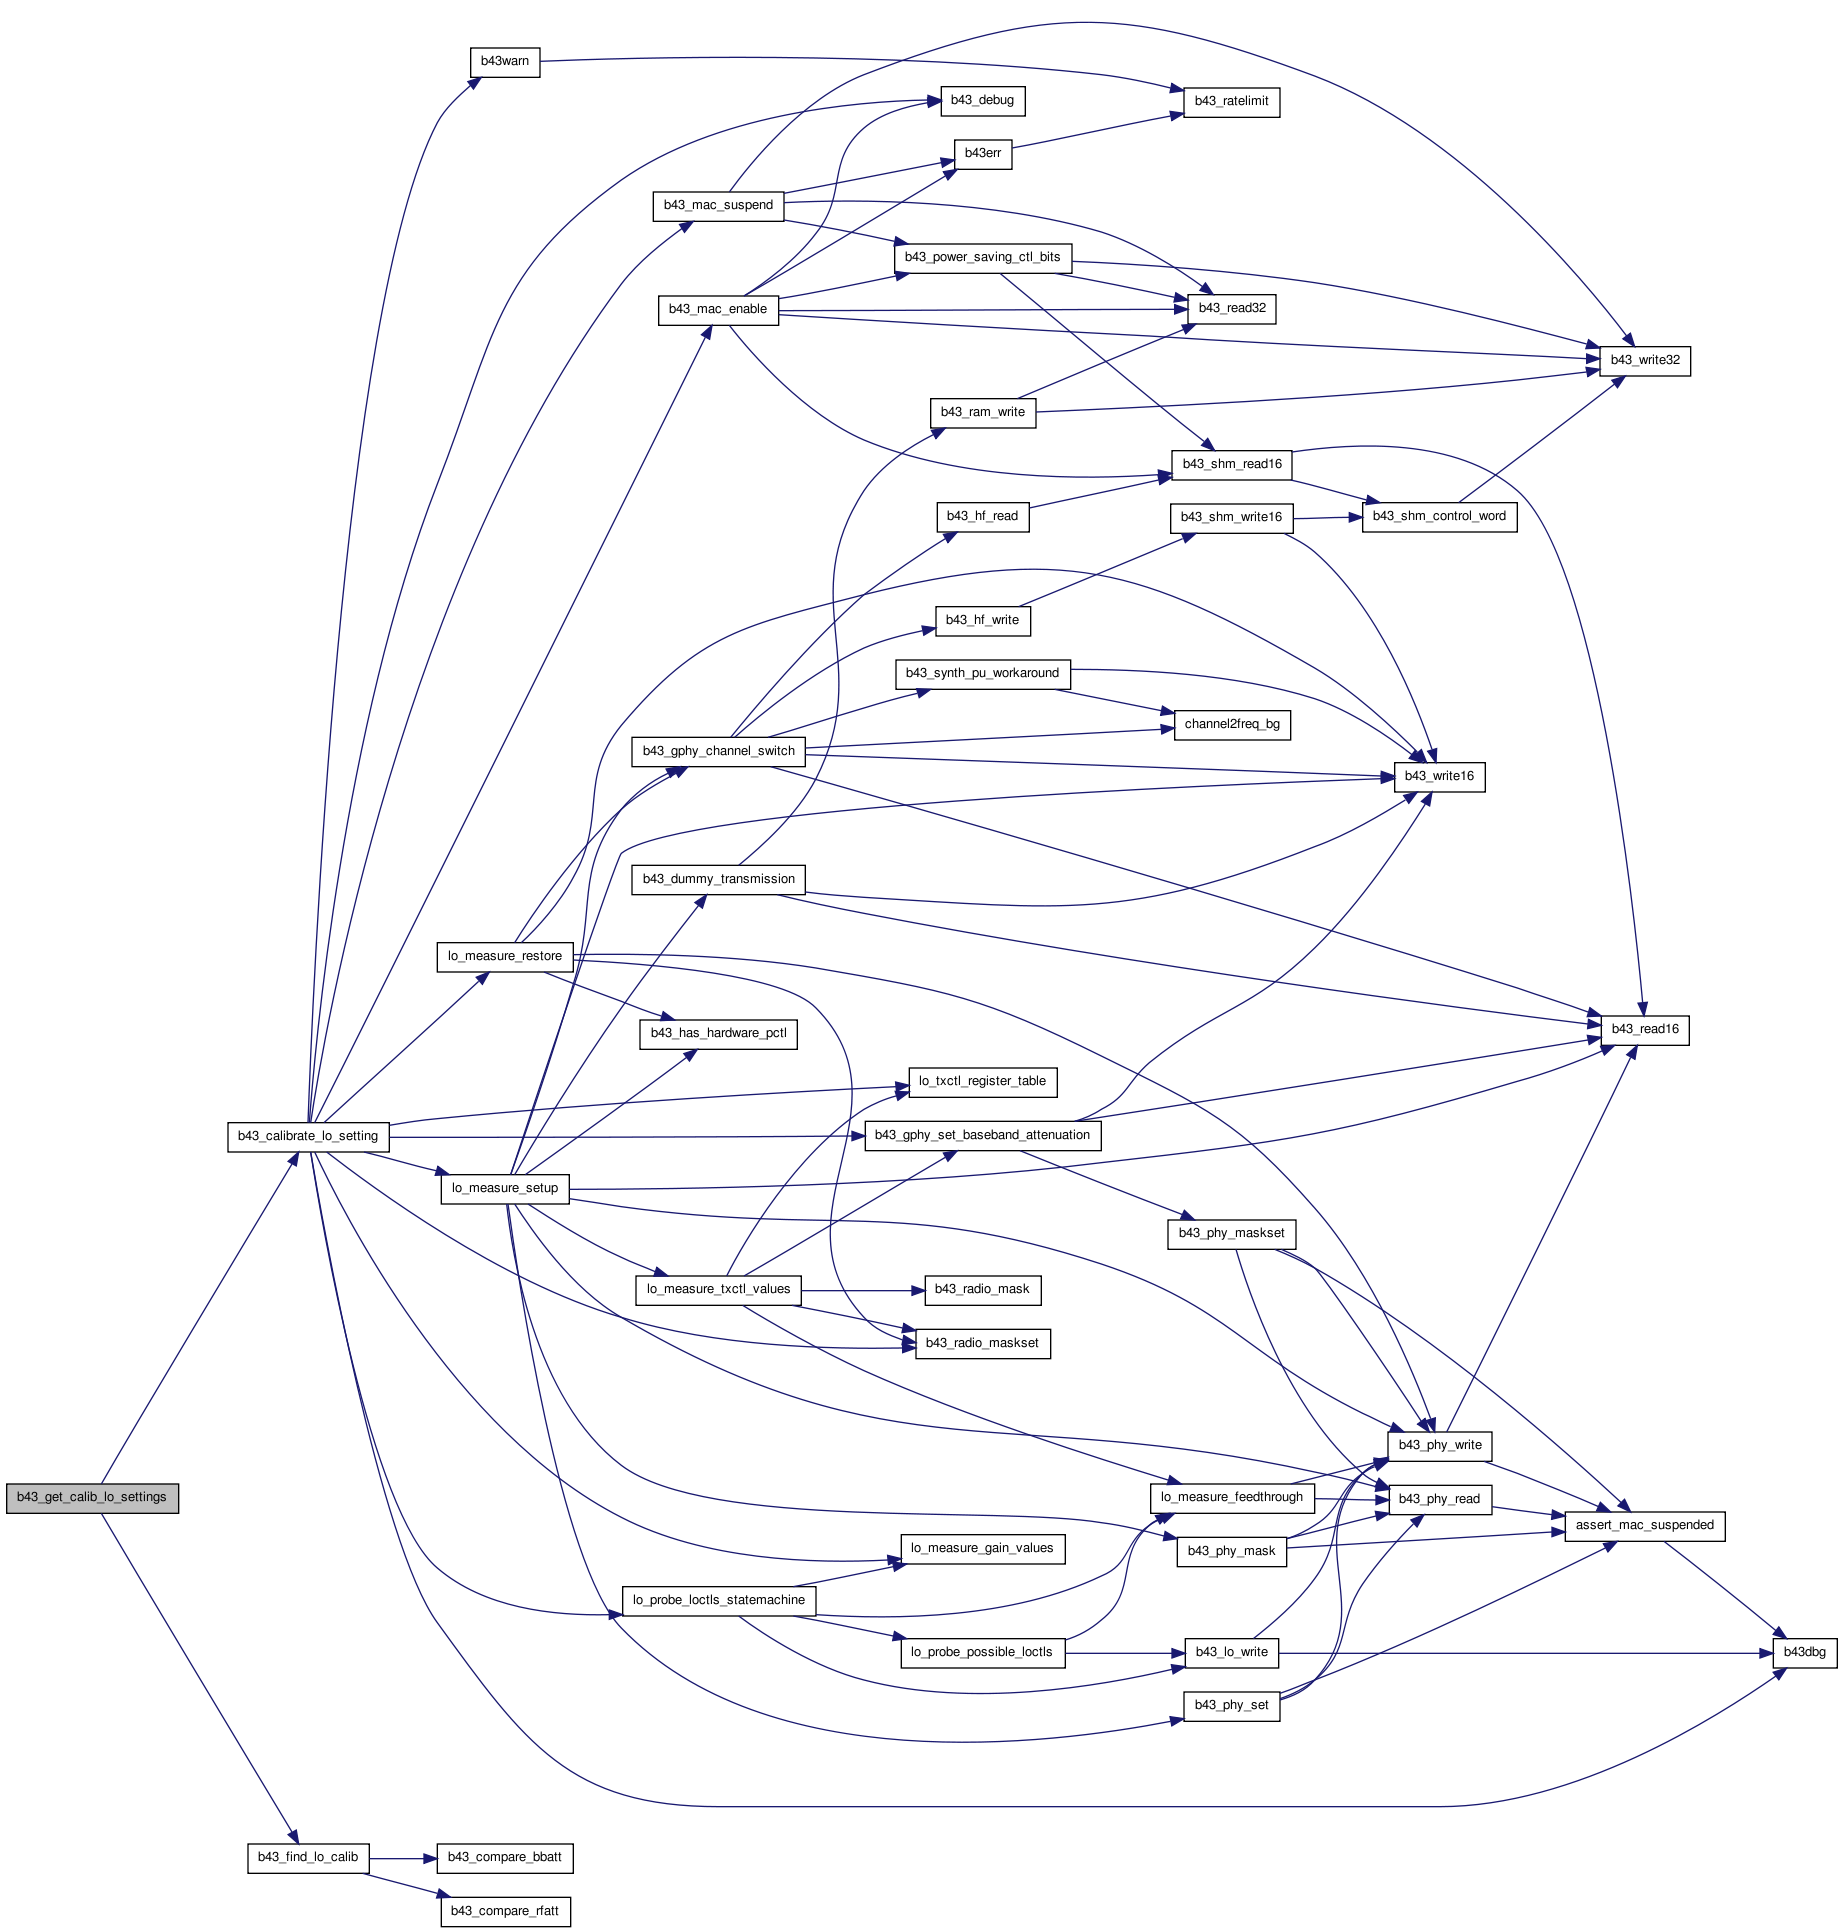 b43warn
b43_debug
b43_ratelimit
b43err
b43_mac_suspend
b43_power_saving_ctl_bits
b43_mac_enable
b43_read32
b43_write32
b43_ram_write
b43_shm_read16
b43_hf_read
b43_shm_write16
b43_shm_control_word
b43_hf_write
b43_synth_pu_workaround
channel2freq_bg
b43_gphy_channel_switch
b43_write16
b43_dummy_transmission
lo_measure_restore
b43_has_hardware_pctl
b43_read16
lo_txctl_register_table
b43_calibrate_lo_setting
b43_gphy_set_baseband_attenuation
lo_measure_setup
b43_phy_maskset
lo_measure_txctl_values
b43_radio_mask
b43_radio_maskset
b43_phy_write
b43_get_calib_lo_settings
lo_measure_feedthrough
b43_phy_read
assert_mac_suspended
lo_measure_gain_values
b43_phy_mask
lo_probe_loctls_statemachine
lo_probe_possible_loctls
b43_lo_write
b43dbg
b43_phy_set
b43_find_lo_calib
b43_compare_bbatt
b43_compare_rfatt